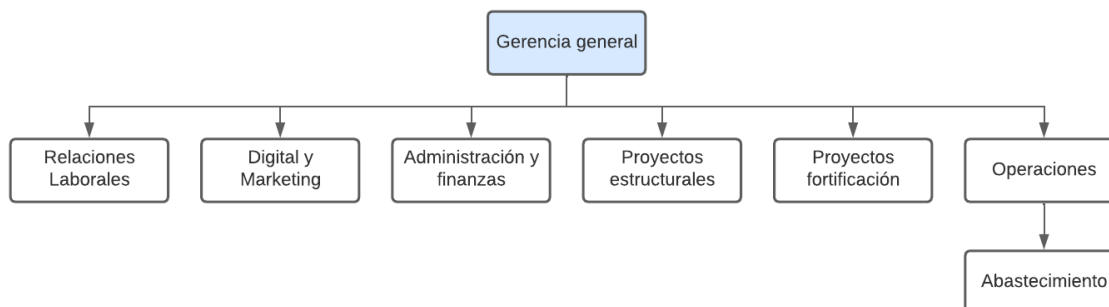 Gerencia general
Relaciones
Laborales
Digital y
Marketing
Administración y
finanzas
Proyectos
estructurales
Proyectos
fortificación
Operaciones
Abastecimiento